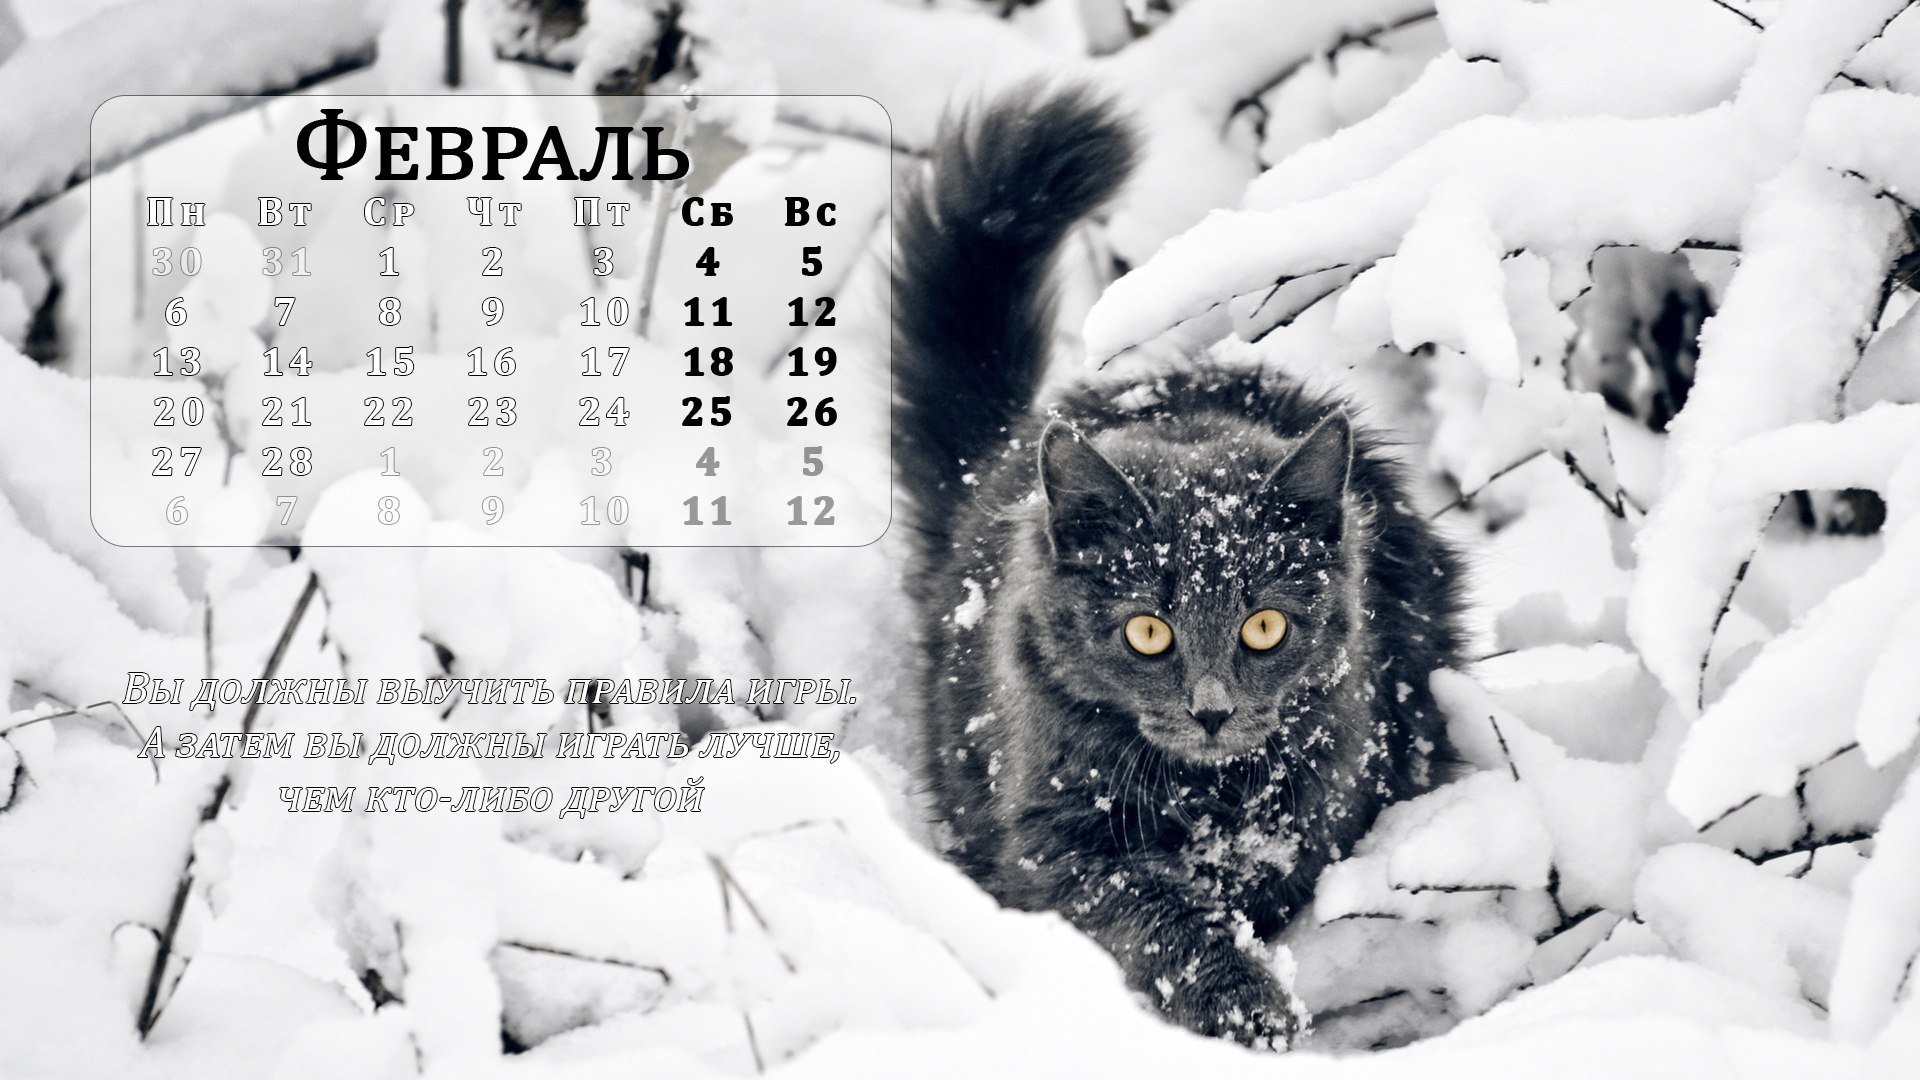 Февраль
Пн Вт Ср Чт Пт Сб Вс
30 31 1 2 3 4 5
6 7 8 9 10 11 12
13 14 15 16 17 18 19
20 21 22 23 24 25 26
27 28 1 2 3 4 5
6 7 8 9 10 11 12
Вы должны выучить правила игры.
А затем вы должны играть лучше,
чем кто-либо другой